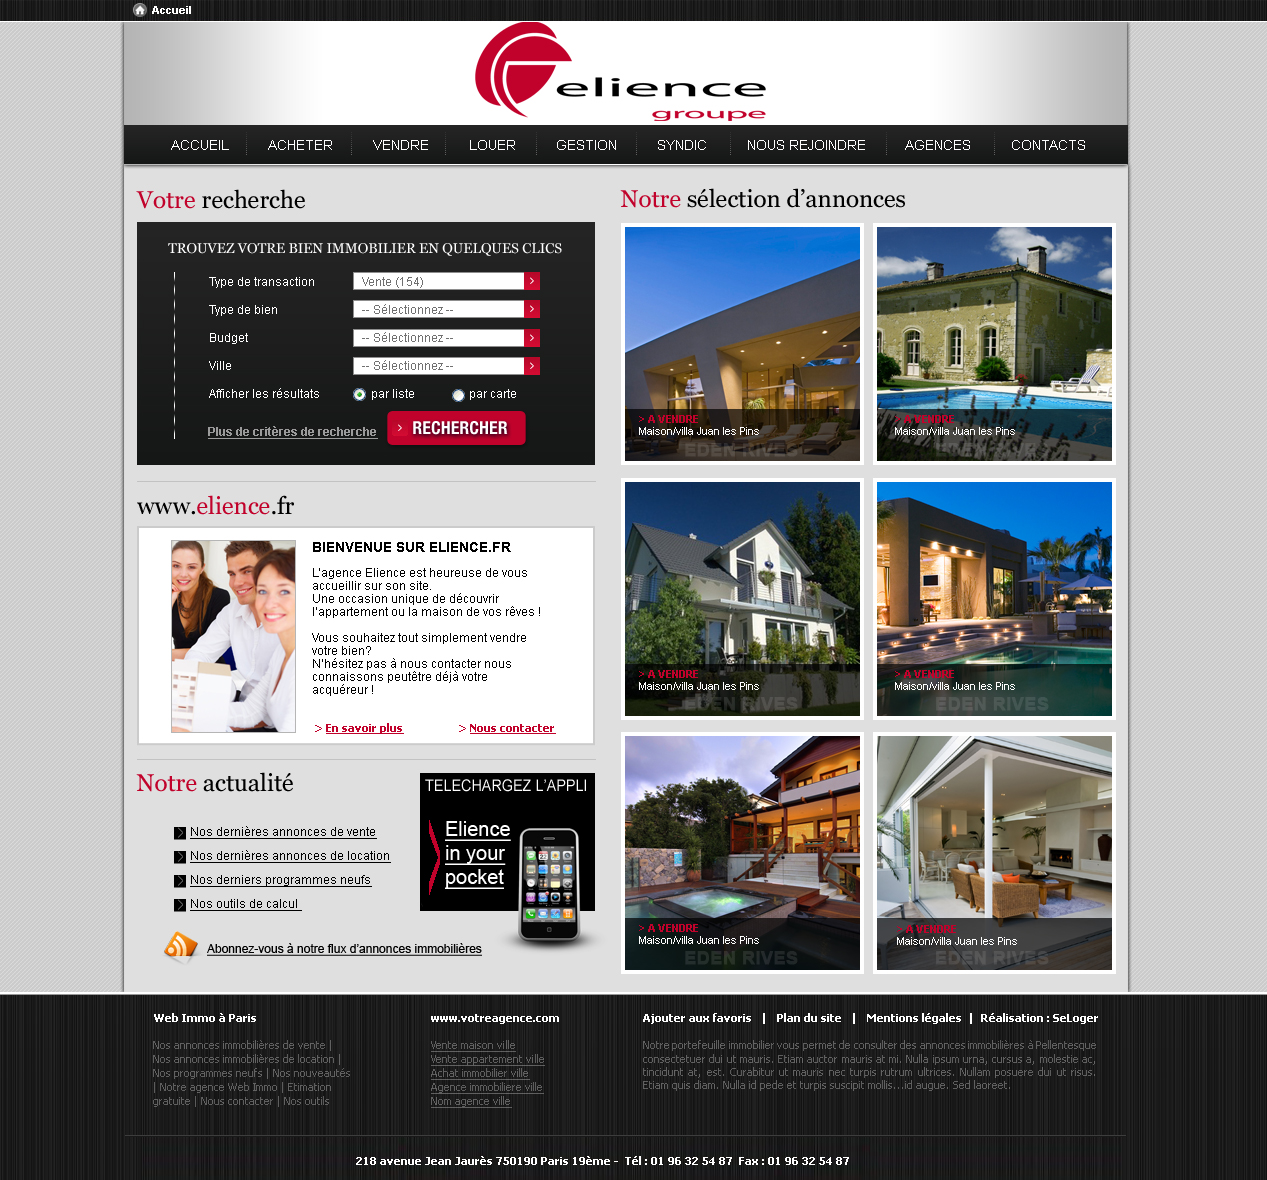 Accueil
elience
groupe
ACCUEIL
ACHETER
VENDRE
LOUER
GESTION
SYNDIC
NOUS REJOINDRE
AGENCES
CONTACTS
Votre recherche
TROUVEZ VOTRE BIEN IMMOBILIER EN QUELQUES CLICS
Type de transaction
Vente (154)
Type de bien
-- Sélectionnez --
Budget
-- Sélectionnez --
Ville
-- Sélectionnez --
Afficher les résultats
par liste
par carte
Plus de critères de recherche
> RECHERCHER
www.elience.fr
BIENVENUE SUR ELIENCE.FR
L'agence Elience est heureuse de vous
accueillir sur son site.
Une occasion unique de découvrir
l'appartement ou la maison de vos rêves !
Vous souhaitez tout simplement vendre
votre bien?
N'hésitez pas à nous contacter nous
connaissons peutêtre déjà votre
acquéreur !
> En savoir plus
> Nous contacter
Notre actualité
Nos dernières annonces de vente
Nos dernières annonces de location
Nos derniers programmes neufs
Nos outils de calcul
Abonnez-vous à notre flux d'annonces immobilières
TELECHARGEZ L'APPLI
Elience
in your
pocket
Notre sélection d'annonces
> A VENDRE
Maison/villa Juan les Pins
EDEN RIVES
> A VENDRE
Maison/villa Juan les Pins
EDEN RIVES
> A VENDRE
Maison/villa Juan les Pins
> A VENDRE
Maison/villa Juan les Pins
EDEN RIVES
> A VENDRE
Maison/villa Juan les Pins
EDEN RIVES
> A VENDRE
Maison/villa Juan les Pins
EDEN RIVES
Web Immo à Paris
Nos annonces immobilières de vente |
Nos annonces immobilières de location |
Nos programmes neufs | Nos nouveautés
| Notre agence Web Immo | Etimation
gratuite | Nous contacter | Nos outils
www.votreagence.com
Vente maison ville
Vente appartement ville
Achat immobilier ville
Agence immobiliere ville
Nom agence ville
Ajouter aux favoris | Plan du site | Mentions légales | Réalisation : SeLoger
Notre portefeuille immobilier vous permet de consulter des annonces immobilières à Pellentesque
consectetuer dui ut mauris. Etiam auctor mauris at mi. Nulla ipsum urna, cursus a, molestie ac,
tincidunt at, est. Curabitur ut mauris nec turpis rutrum ultrices. Nullam posuere dui ut risus.
Etiam quis diam. Nulla id pede et turpis suscipit mollis...id augue. Sed laoreet.
218 avenue Jean Jaurès 750190 Paris 19ème - Tél : 01 96 32 54 87 Fax : 01 96 32 54 87